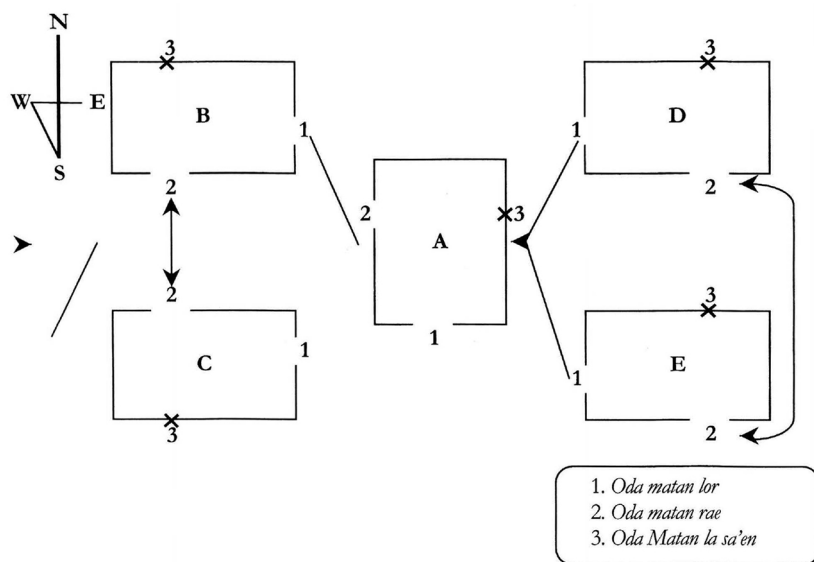 N
W E
S
3
B
1
2
2
C
1
3
2
A
3
1
3
1 D
2
3
1 E
2
1. Oda matan lor
2. Oda matan rae
3. Oda Matan la sa'en